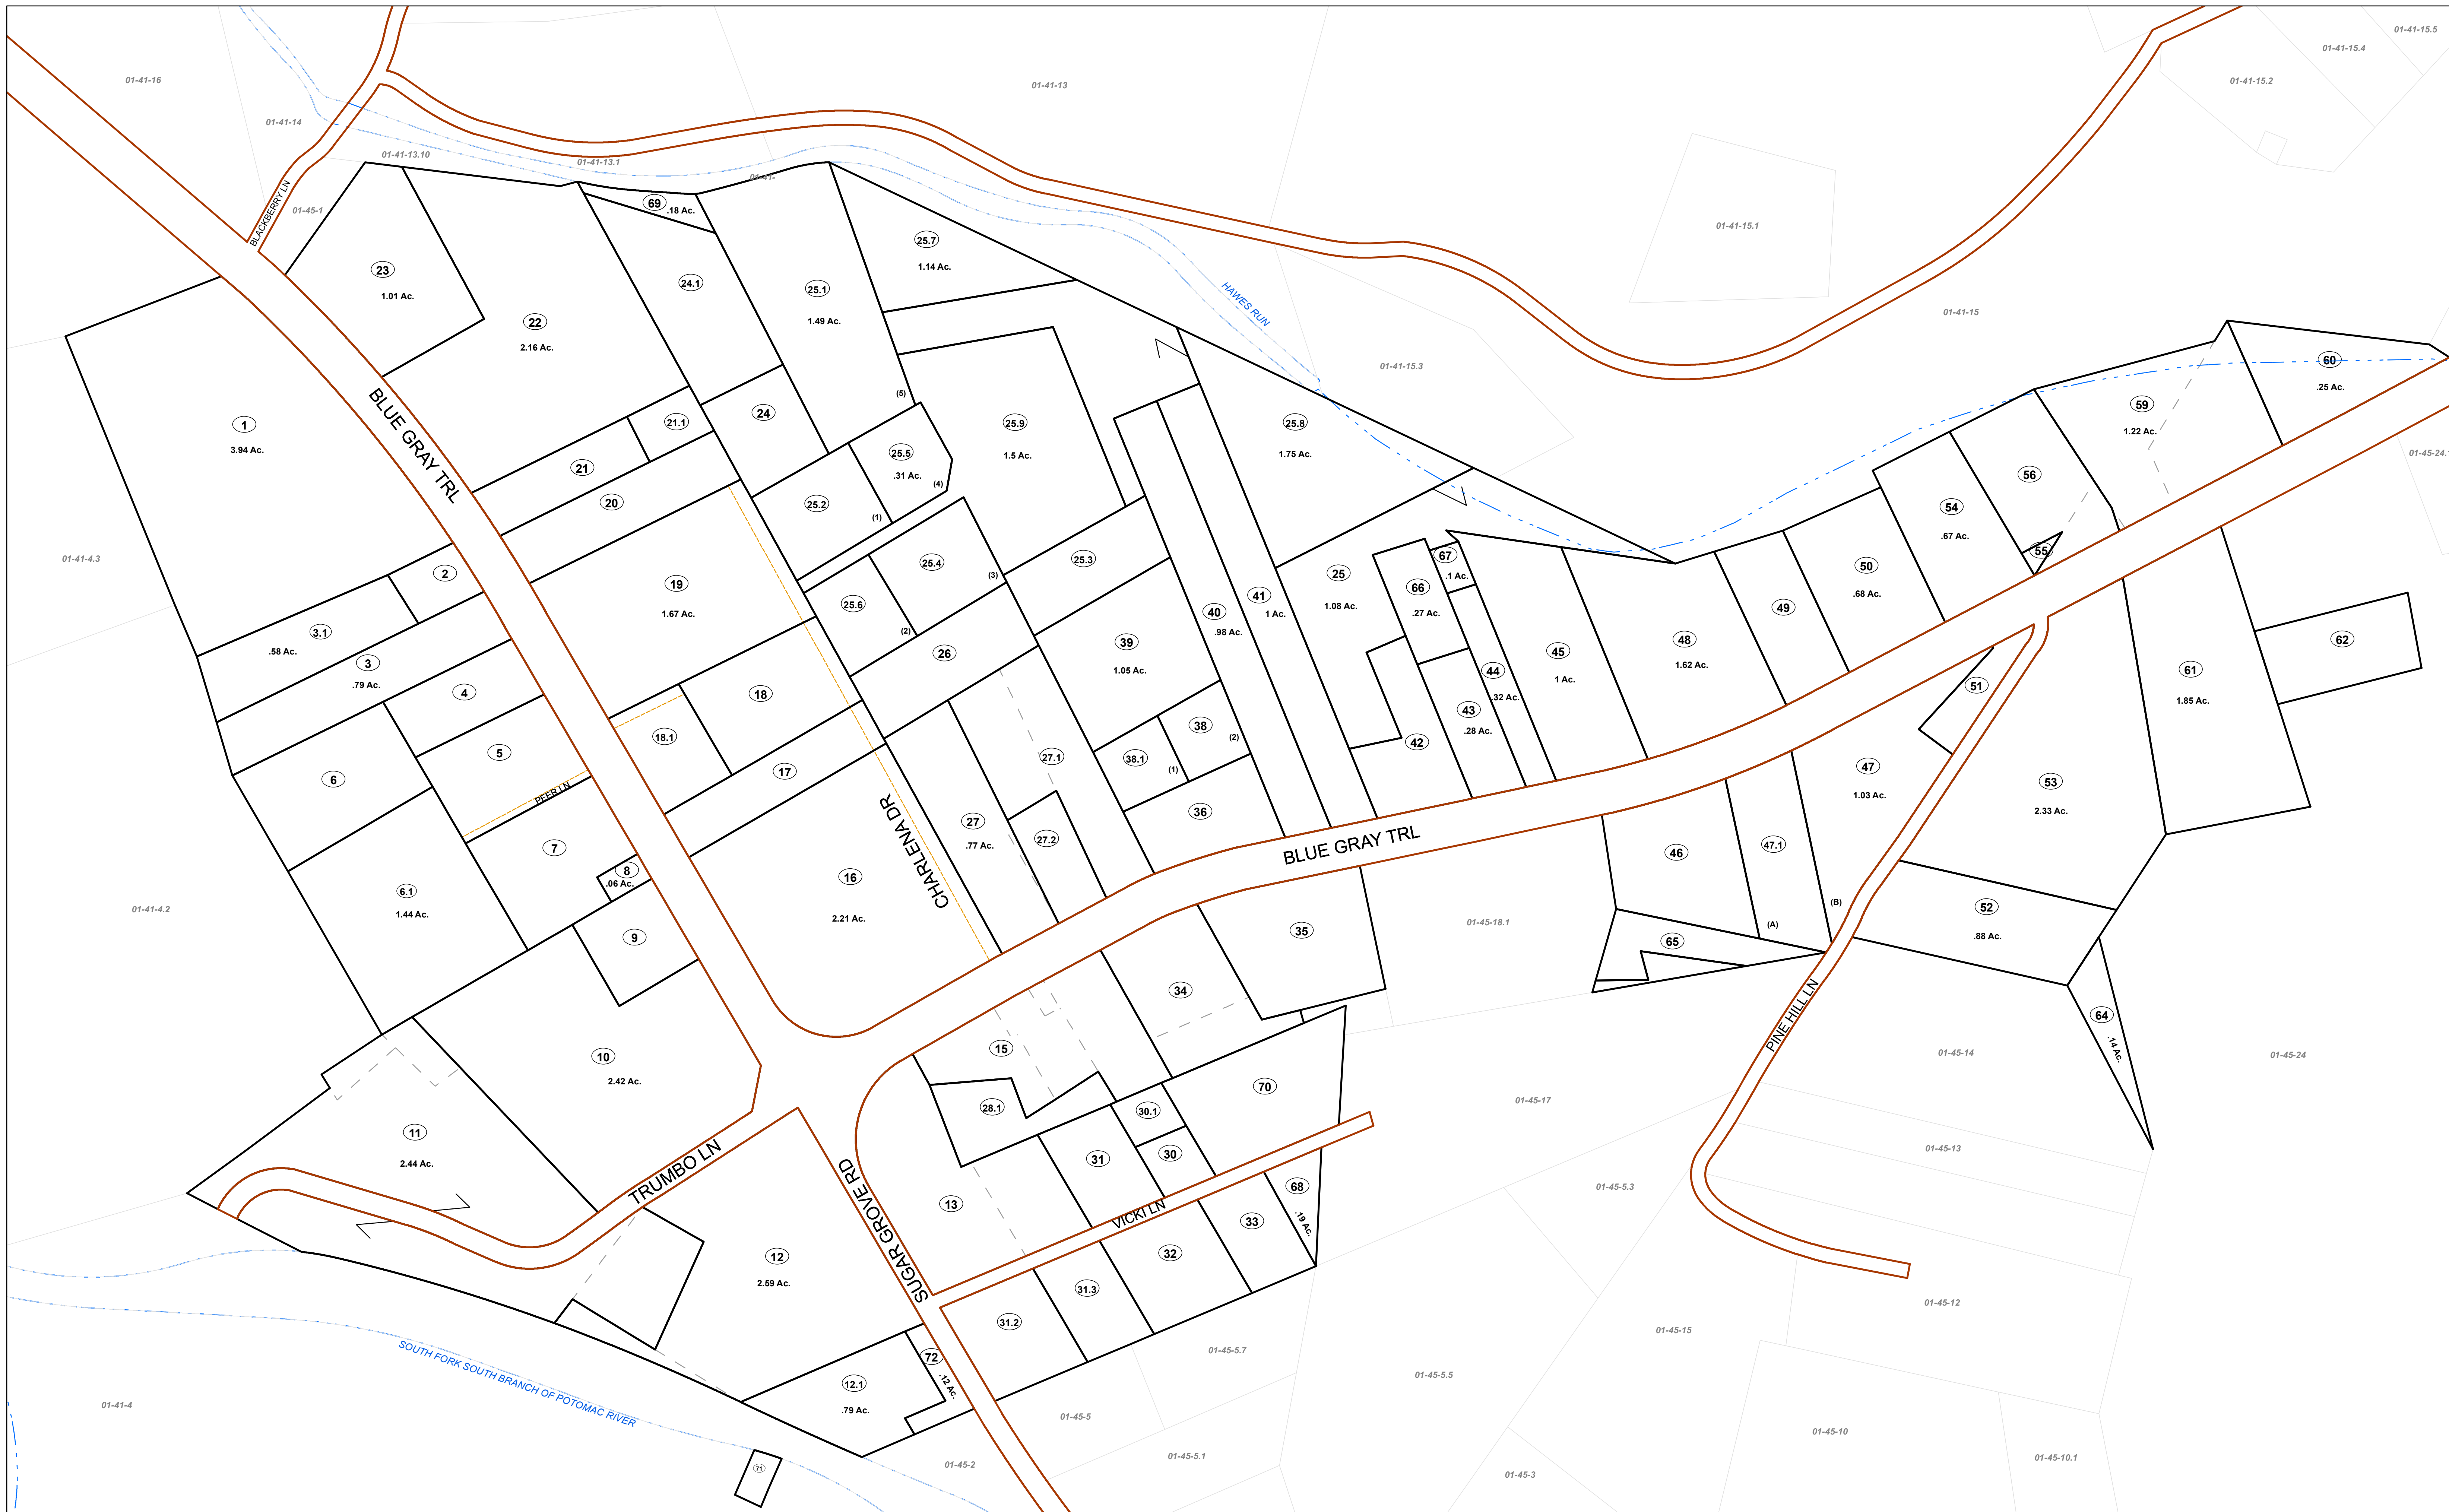 01-41-15.5
01-41-15.4
01-41-16
01-41-13
01-41-15.2
01-41-14
01-41-13.10
01-41-13.1
01-41-
BLACKBERRY LN
01-45-1
69
.18 Ac.
01-41-15.1
25.7
1.14 Ac.
23
1.01 Ac.
24.1
25.1
1.49 Ac.
HAWES RUN
01-41-15
22
2.16 Ac.
01-41-15.3
60
.25 Ac.
59
1.22 Ac.
BLUE GRAY TRL
(5)
1
3.94 Ac.
21.1
24
25.9
1.5 Ac.
25.8
1.75 Ac.
01-45-24.
21
25.5
.31 Ac.
(4)
56
20
25.2
(1)
54
.67 Ac.
55
01-41-4.3
2
19
1.67 Ac.
25.4
(3)
25.3
67
.1 Ac.
50
.68 Ac.
25
1.08 Ac.
66
.27 Ac.
41
1 Ac.
40
.98 Ac.
49
25.6
(2)
3.1
.58 Ac.
3
.79 Ac.
26
39
1.05 Ac.
48
1.62 Ac.
45
1 Ac.
44
.32 Ac.
62
61
1.85 Ac.
4
18
51
43
.28 Ac.
18.1
38
(2)
42
5
27.1
38.1
(1)
6
PEER LN
17
47
1.03 Ac.
53
2.33 Ac.
CHARLENA DR
36
27
.77 Ac.
27.2
BLUE GRAY TRL
7
8
.06 Ac.
46
47.1
16
2.21 Ac.
6.1
1.44 Ac.
01-41-4.2
(B)
52
.88 Ac.
(A)
01-45-18.1
35
9
65
34
PINE HILL LN
64
.14 Ac.
15
10
2.42 Ac.
01-45-14
01-45-24
70
28.1
30.1
01-45-17
11
2.44 Ac.
01-45-13
31
30
TRUMBO LN
SUGAR GROVE RD
68
.19 Ac.
01-45-5.3
13
VICKI LN
33
32
12
2.59 Ac.
31.3
01-45-12
31.2
01-45-15
SOUTH FORK SOUTH BRANCH OF POTOMAC RIVER
72
.12 Ac.
01-45-5.7
12.1
.79 Ac.
01-45-5.5
01-41-4
01-45-5
01-45-10
01-45-5.1
01-45-10.1
01-45-2
71
01-45-3